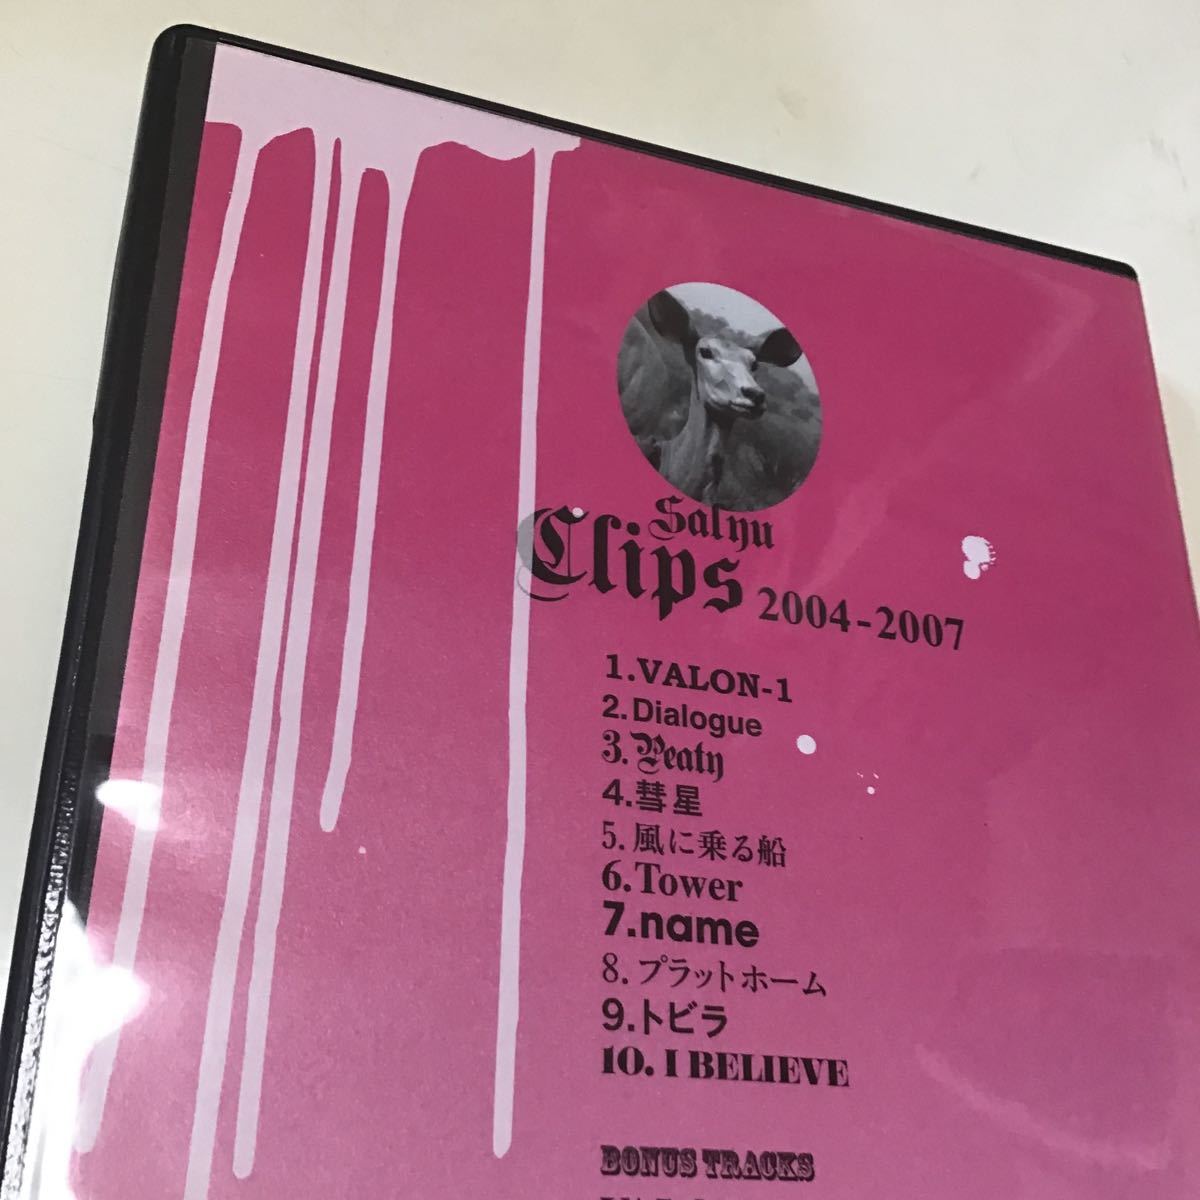 Salyu
Clips 2004-2007
1.VALON-1
2.Dialogue
3.Peaty
4.彗星
5.風に乗る船
6.Tower
7.name
8.プラットホーム
9.トビラ
10. I BELIEVE
BONUS TRACKS